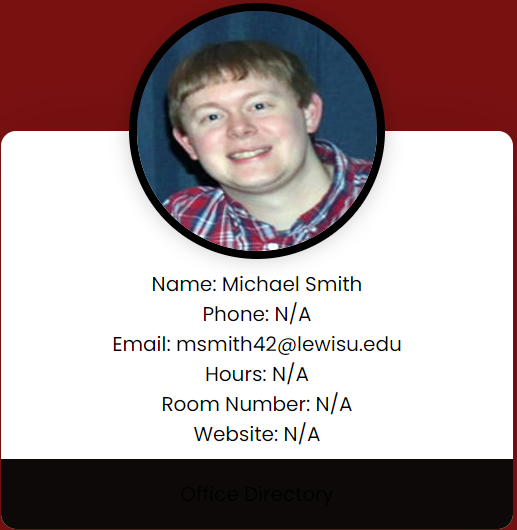 Name: Michael Smith
Phone: N/A
Email: msmith42@lewisu.edu
Hours: N/A
Room Number: N/A
Website: N/A
Office Directory